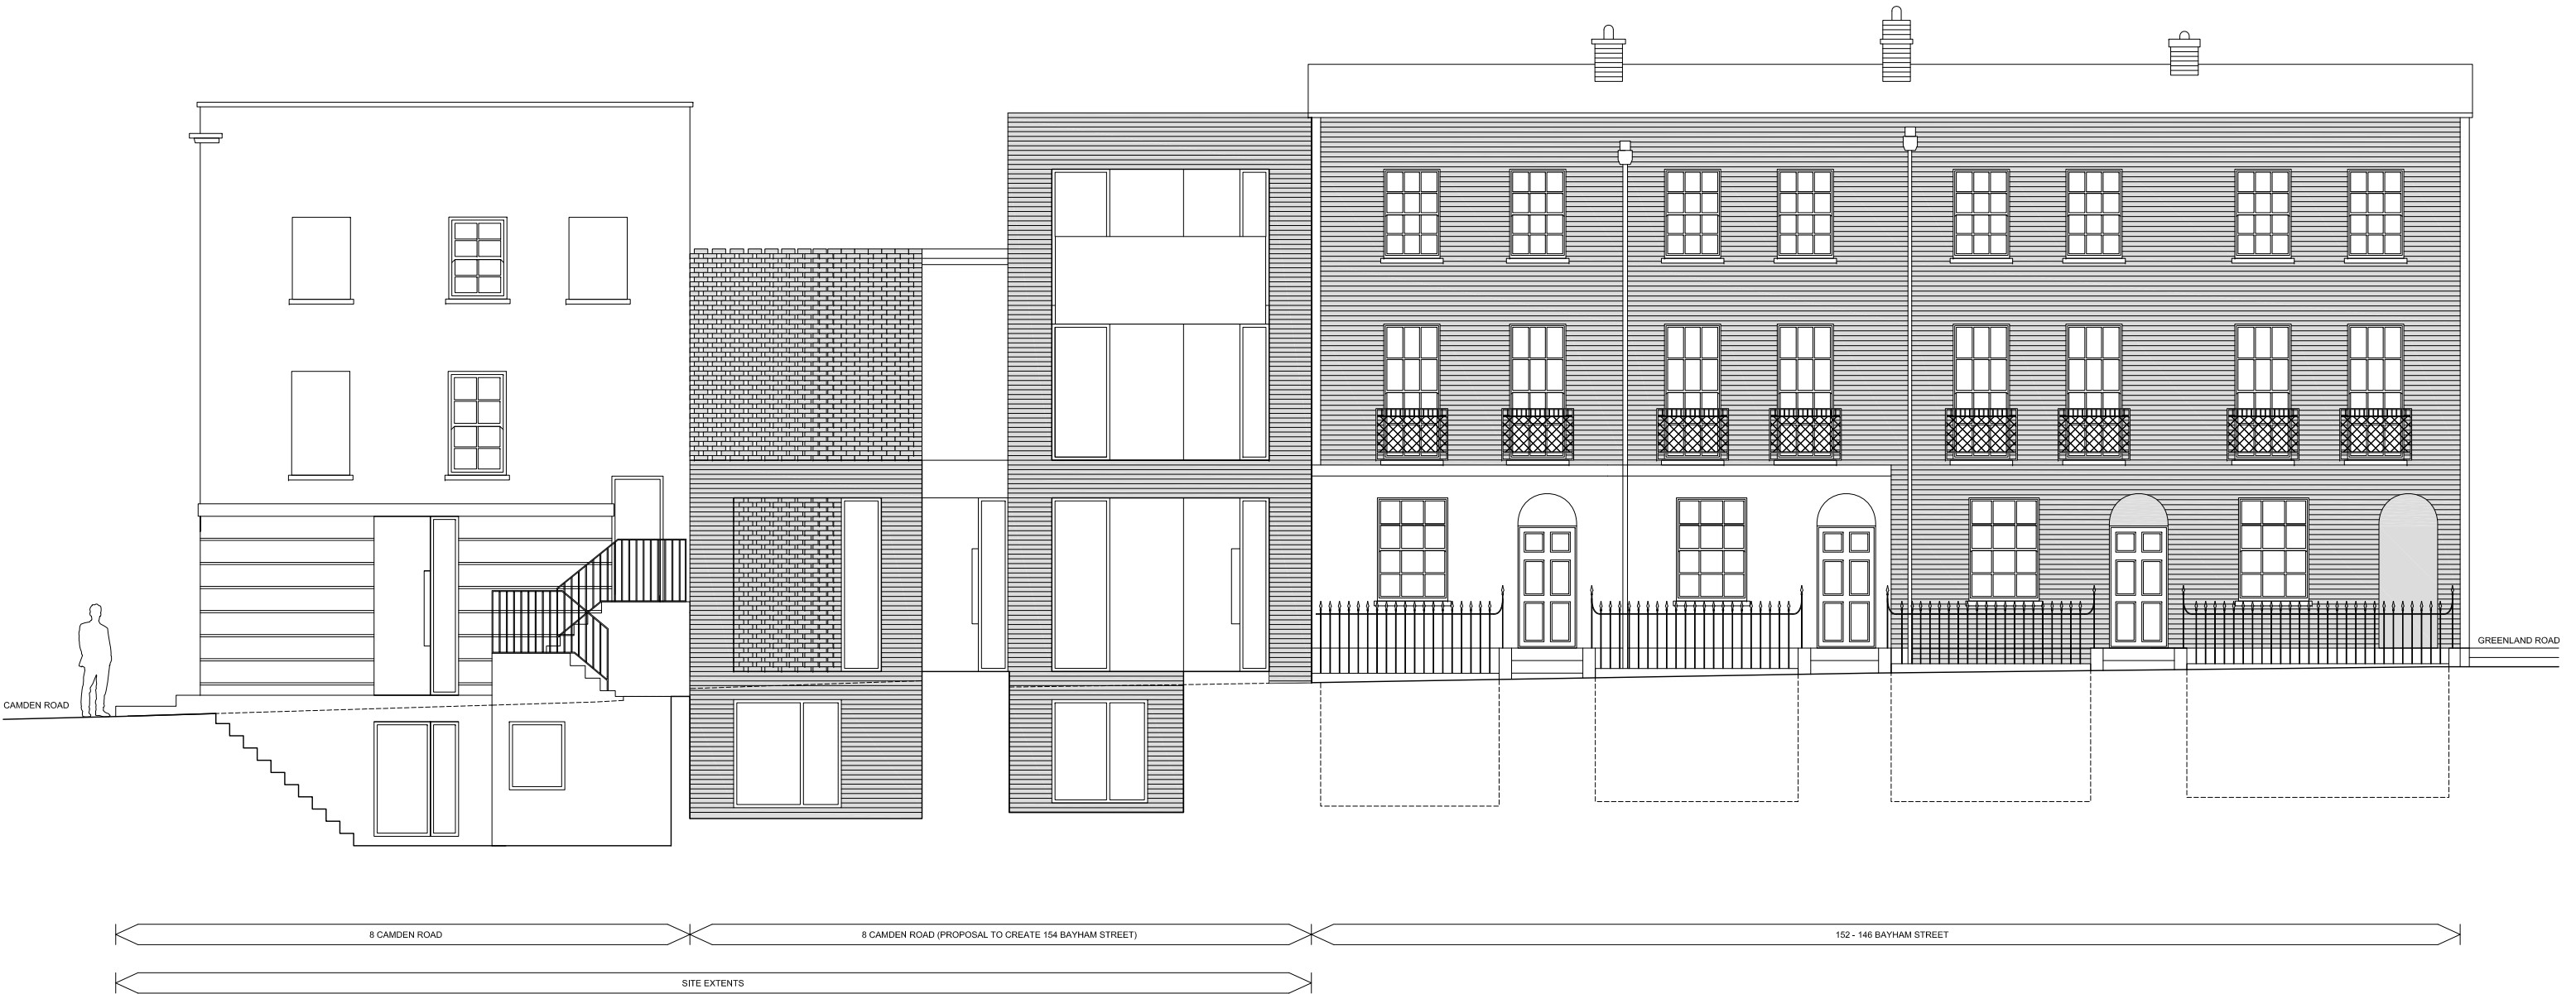 GREENLAND ROAD
CAMDEN ROAD
8 CAMDEN ROAD
8 CAMDEN ROAD (PROPOSAL TO CREATE 154 BAYHAM STREET)
152 - 146 BAYHAM STREET
SITE EXTENTS